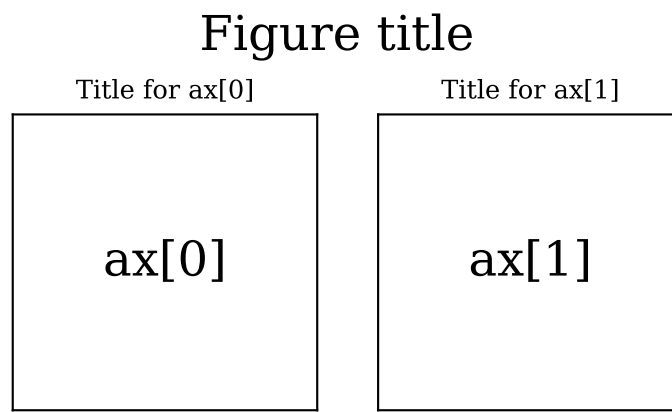 Figure title
Title for ax[0]
Title for ax[1]
ax[0]
ax[1]